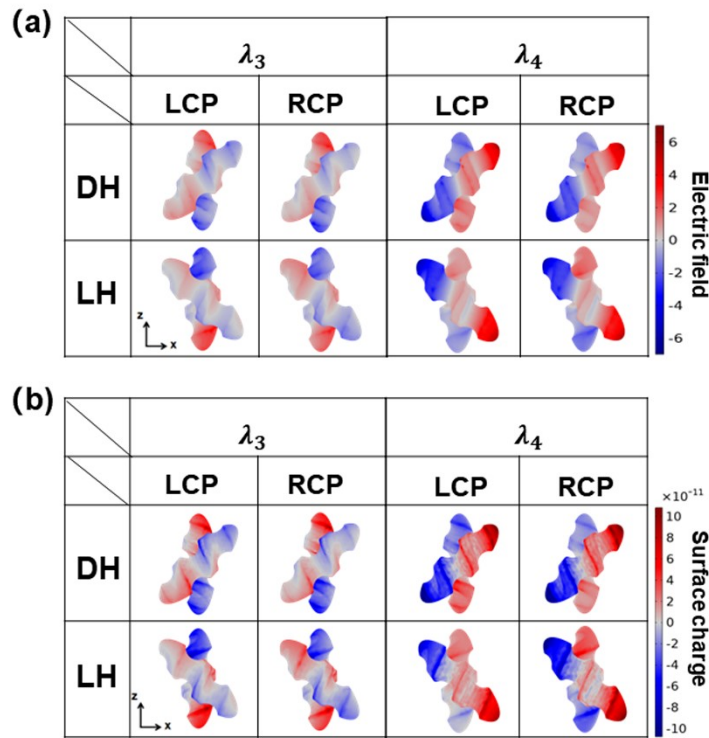 (a)
λ₃ λ₄
LCP RCP LCP RCP
DH
LH
z
x
6
4
2
0
-2
-4
-6
Electric field
(b)
λ₃ λ₄
LCP RCP LCP RCP
×10⁻¹¹
DH
LH
z
x
10
8
6
4
2
0
-2
-4
-6
-8
-10
Surface charge